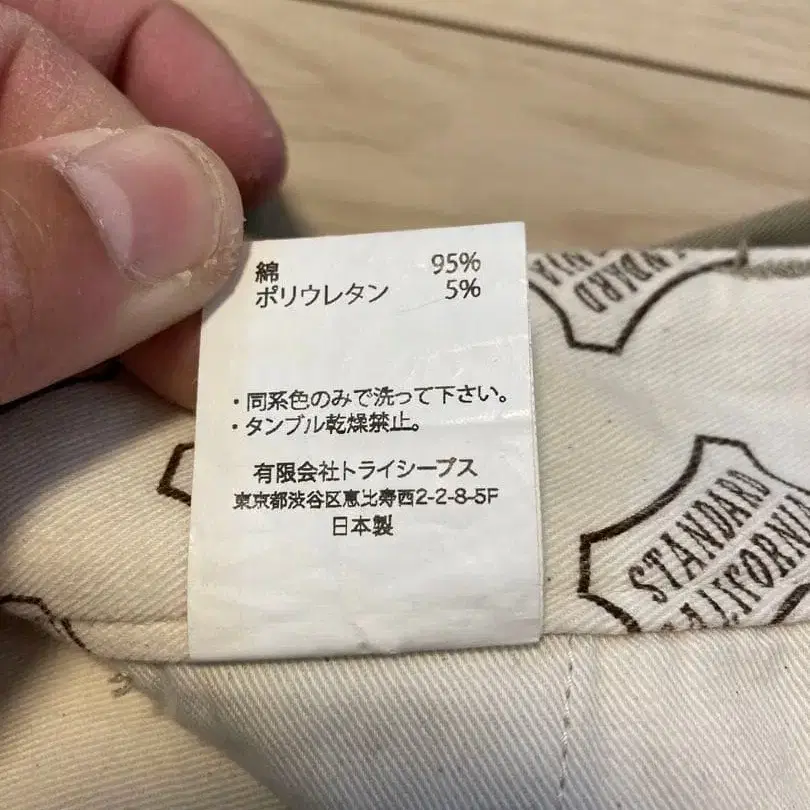 綿 95%
ポリウレタン 5%
・同系色のみで洗って下さい。
・タンブル乾燥禁止。
有限会社トライシープス
東京都渋谷区恵比寿西2-2-8-5F
日本製
STANDARD
CALIFORNIA